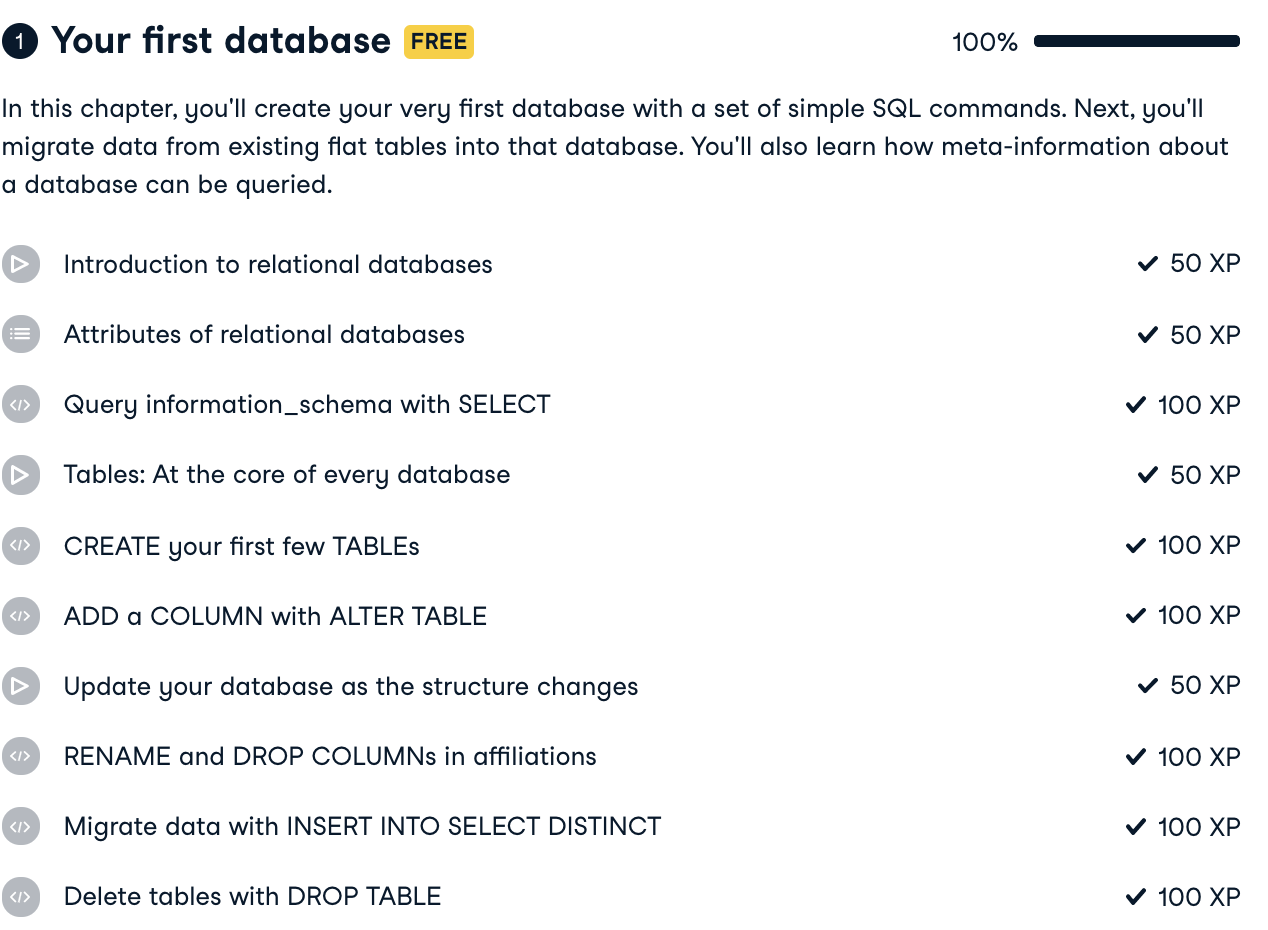 1 Your first database FREE 100%
In this chapter, you'll create your very first database with a set of simple SQL commands. Next, you'll
migrate data from existing flat tables into that database. You'll also learn how meta-information about
a database can be queried.
Introduction to relational databases 50 XP
Attributes of relational databases 50 XP
Query information_schema with SELECT 100 XP
Tables: At the core of every database 50 XP
CREATE your first few TABLEs 100 XP
ADD a COLUMN with ALTER TABLE 100 XP
Update your database as the structure changes 50 XP
RENAME and DROP COLUMNs in affiliations 100 XP
Migrate data with INSERT INTO SELECT DISTINCT 100 XP
Delete tables with DROP TABLE 100 XP